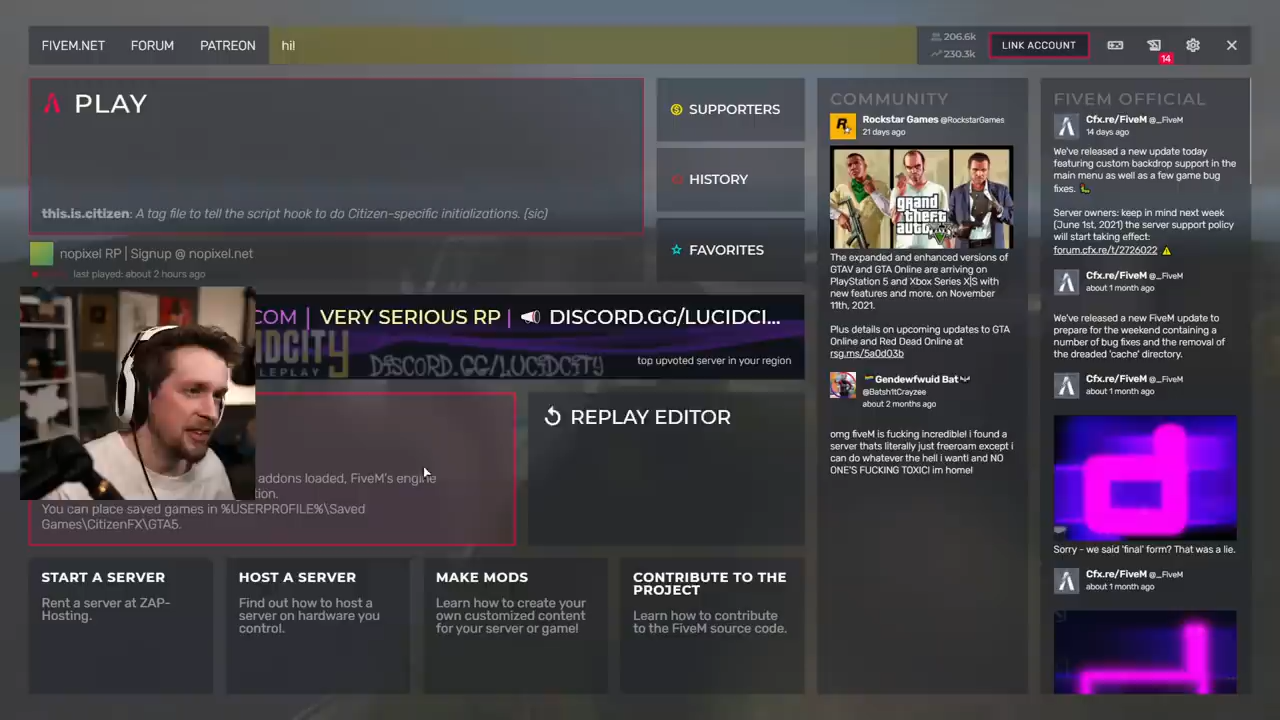 FIVEM.NET
FORUM
PATREON
hi!
206.6k
230.3k
LINK ACCOUNT
14
PLAY
this.is.citizen: A tag file to tell the script hook to do Citizen-specific initializations. (sic)
nopixel RP | Signup @ nopixel.net
last played: about 2 hours ago
SUPPORTERS
HISTORY
FAVORITES
COM | VERY SERIOUS RP | DISCORD.GG/LUCIDCI...
DISCORD.GG/LUCIDCITY
top upvoted server in your region
addons loaded, FiveM's engine
You can place saved games in %USERPROFILE%\Saved
Games\CitizenFX\GTA5.
REPLAY EDITOR
START A SERVER
Rent a server at ZAP-
Hosting.
HOST A SERVER
Find out how to host a
server on hardware you
control.
MAKE MODS
Learn how to create your
own customized content
for your server or game!
CONTRIBUTE TO THE
PROJECT
Learn how to contribute
to the FiveM source code.
COMMUNITY
Rockstar Games @RockstarGames
21 days ago
grand
theft
auto
The expanded and enhanced versions of
GTAV and GTA Online are arriving on
PlayStation 5 and Xbox Series X|S with
new features and more, on November
11th, 2021.
Plus details on upcoming updates to GTA
Online and Red Dead Online at
rsg.ms/5a0d03b
Gendewfwuid Bat
@Batsh1tCrayzee
about 2 months ago
omg fiveM is fucking incredible! i found a
server thats literally just freeroam except i
can do whatever the hell i want! and NO
ONE'S FUCKING TOXIC! im home!
FIVEM OFFICIAL
Cfx.re/FiveM @_FiveM
14 days ago
We've released a new update today
featuring custom backdrop support in the
main menu as well as a few game bug
fixes.
Server owners: keep in mind next week
(June 1st, 2021) the server support policy
will start taking effect:
forum.cfx.re/t/2726022
Cfx.re/FiveM @_FiveM
about 1 month ago
We've released a new FiveM update to
prepare for the weekend containing a
number of bug fixes and the removal of
the dreaded 'cache' directory.
Cfx.re/FiveM @_FiveM
about 1 month ago
Sorry - we said 'final' form? That was a lie.
Cfx.re/FiveM @_FiveM
about 1 month ago